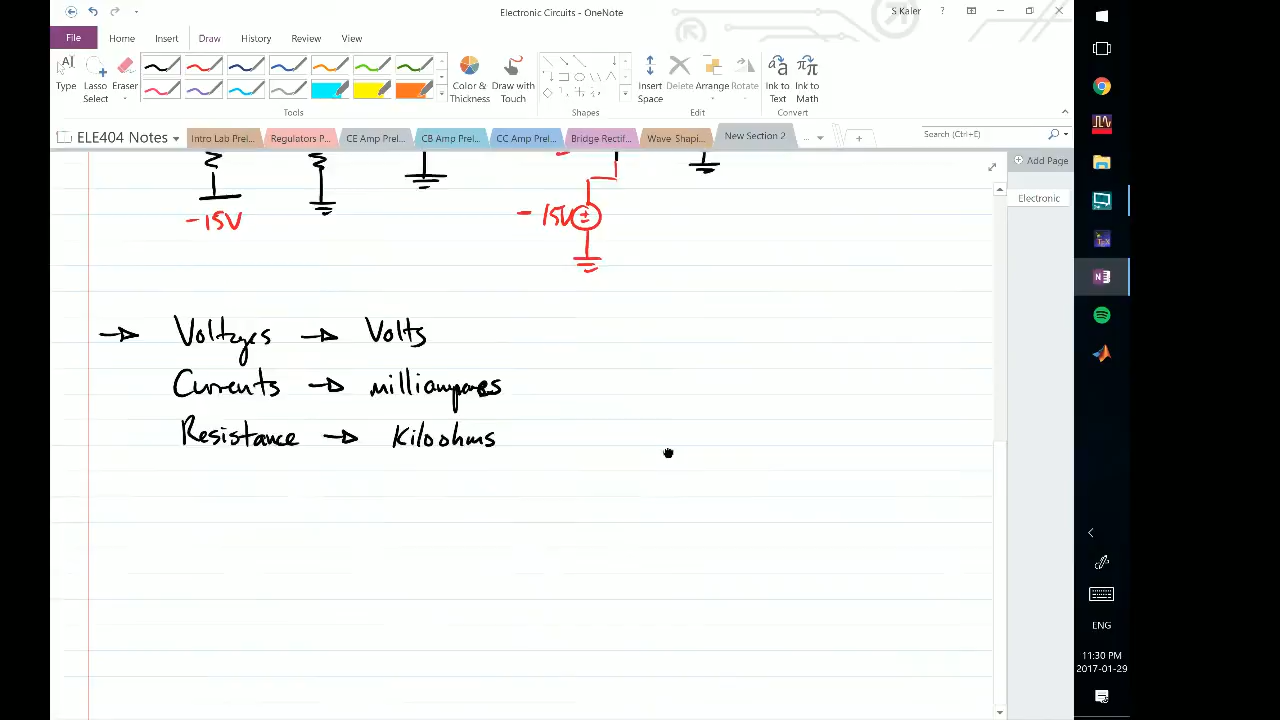 Electronic Circuits - OneNote
S Kaler
?
File
Home
Insert
Draw
History
Review
View
Type
Lasso Select
Eraser
Color & Thickness
Draw with Touch
Insert Space
Delete
Arrange
Rotate
Ink to Text
Ink to Math
Tools
Shapes
Edit
Convert
ELE404 Notes
Intro Lab Prel...
Regulators P...
CE Amp Prel...
CB Amp Prel...
CC Amp Prel...
Bridge Rectif...
Wave Shapi...
New Section 2
...
Search (Ctrl+E)
Add Page
Electronic
-15V
- 15V
→ Voltages → Volts
Currents → milliamperes
Resistance → Kiloohms
ENG
11:30 PM
2017-01-29